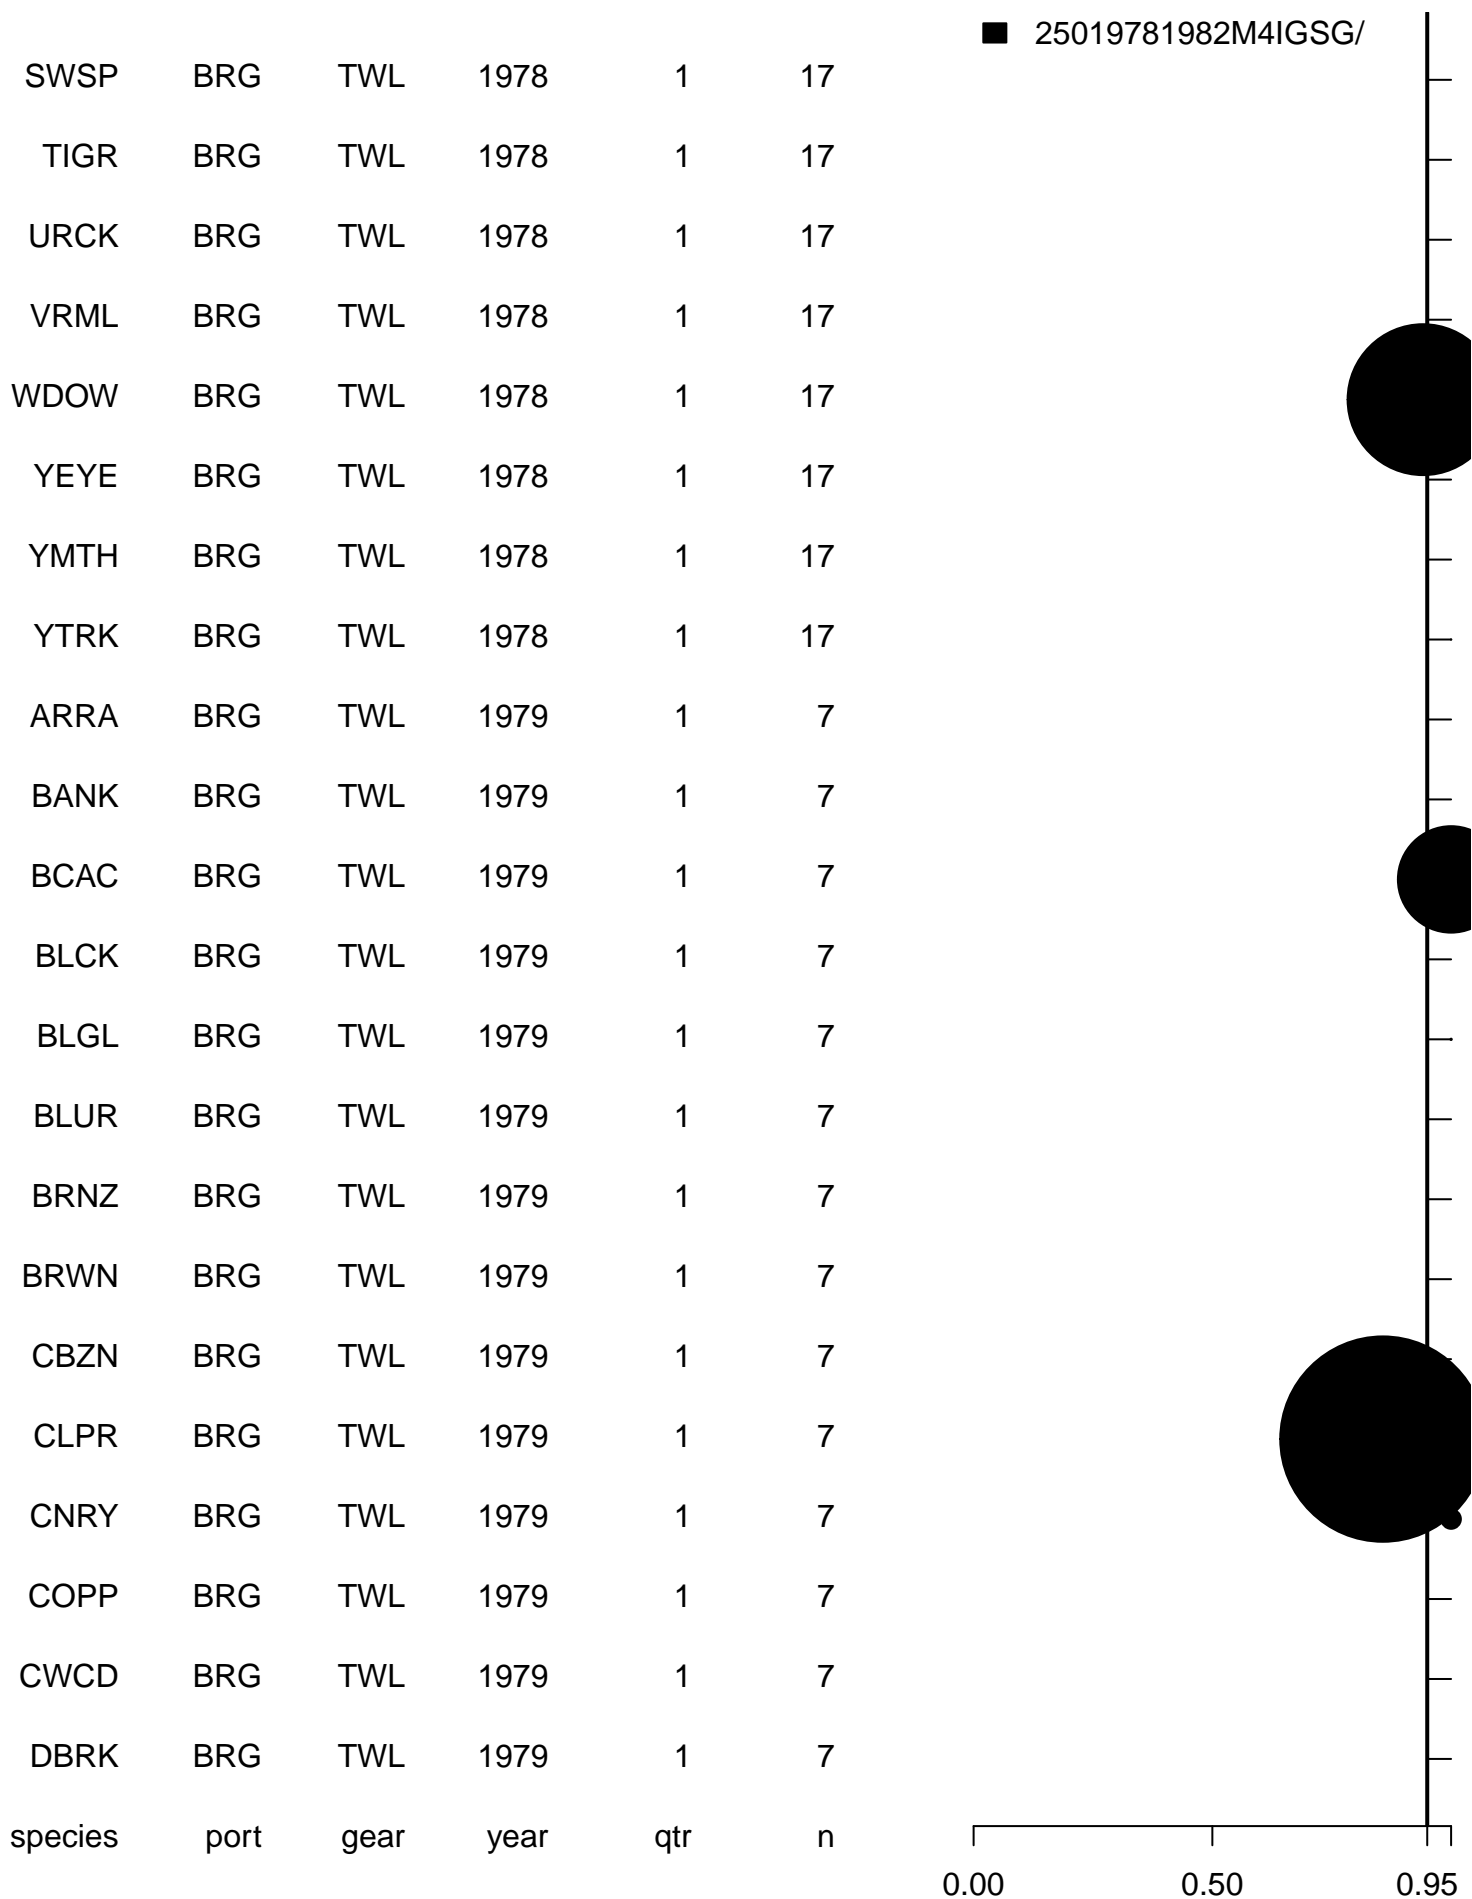 25019781982M4IGSG/
SWSP BRG TWL 1978 1 17
TIGR BRG TWL 1978 1 17
URCK BRG TWL 1978 1 17
VRML BRG TWL 1978 1 17
WDOW BRG TWL 1978 1 17
YEYE BRG TWL 1978 1 17
YMTH BRG TWL 1978 1 17
YTRK BRG TWL 1978 1 17
ARRA BRG TWL 1979 1 7
BANK BRG TWL 1979 1 7
BCAC BRG TWL 1979 1 7
BLCK BRG TWL 1979 1 7
BLGL BRG TWL 1979 1 7
BLUR BRG TWL 1979 1 7
BRNZ BRG TWL 1979 1 7
BRWN BRG TWL 1979 1 7
CBZN BRG TWL 1979 1 7
CLPR BRG TWL 1979 1 7
CNRY BRG TWL 1979 1 7
COPP BRG TWL 1979 1 7
CWCD BRG TWL 1979 1 7
DBRK BRG TWL 1979 1 7
species port gear year qtr n
0.00 0.50 0.95